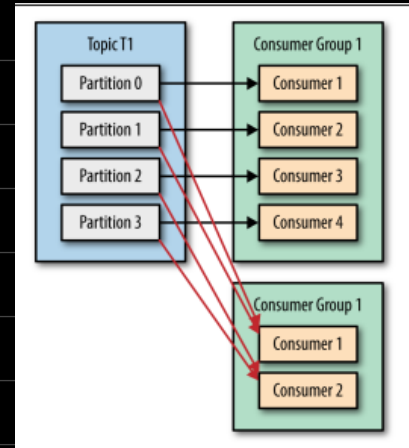 Topic T1
Partition 0
Partition 1
Partition 2
Partition 3
Consumer Group 1
Consumer 1
Consumer 2
Consumer 3
Consumer 4
Consumer Group 1
Consumer 1
Consumer 2